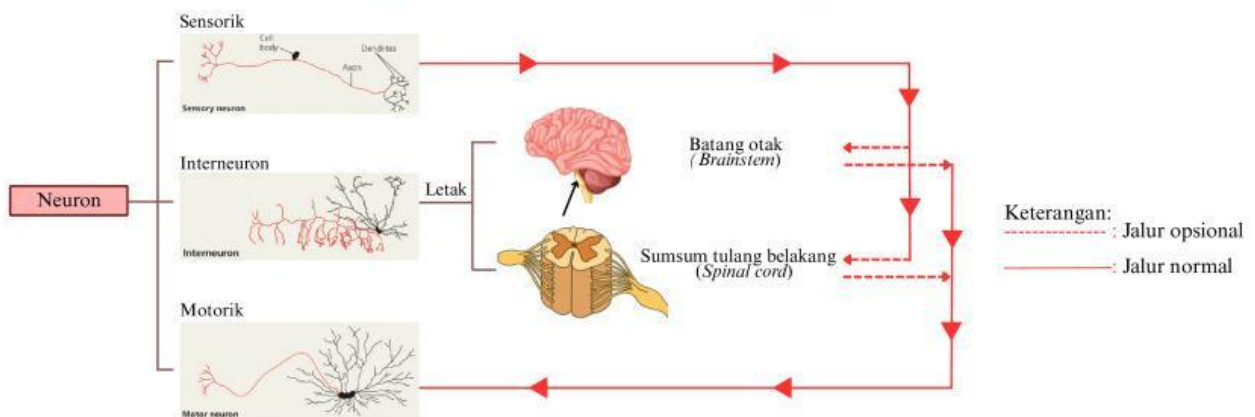 Sensorik
Cell
body
Dendrites
Axon
Sensory neuron
Interneuron
Interneuron
Neuron
Letak
Batang otak
(Brainstem)
Sumsum tulang belakang
(Spinal cord)
Keterangan:
: Jalur opsional
: Jalur normal
Motorik
Motor neuron